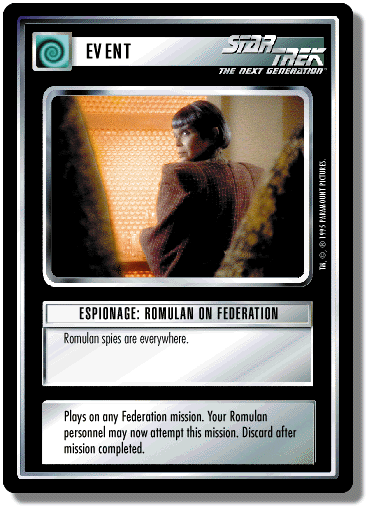 EVENT
STAR TREK
THE NEXT GENERATION™
TM, ©, ® 1995 PARAMOUNT PICTURES.
ESPIONAGE: ROMULAN ON FEDERATION
Romulan spies are everywhere.
Plays on any Federation mission. Your Romulan
personnel may now attempt this mission. Discard after
mission completed.